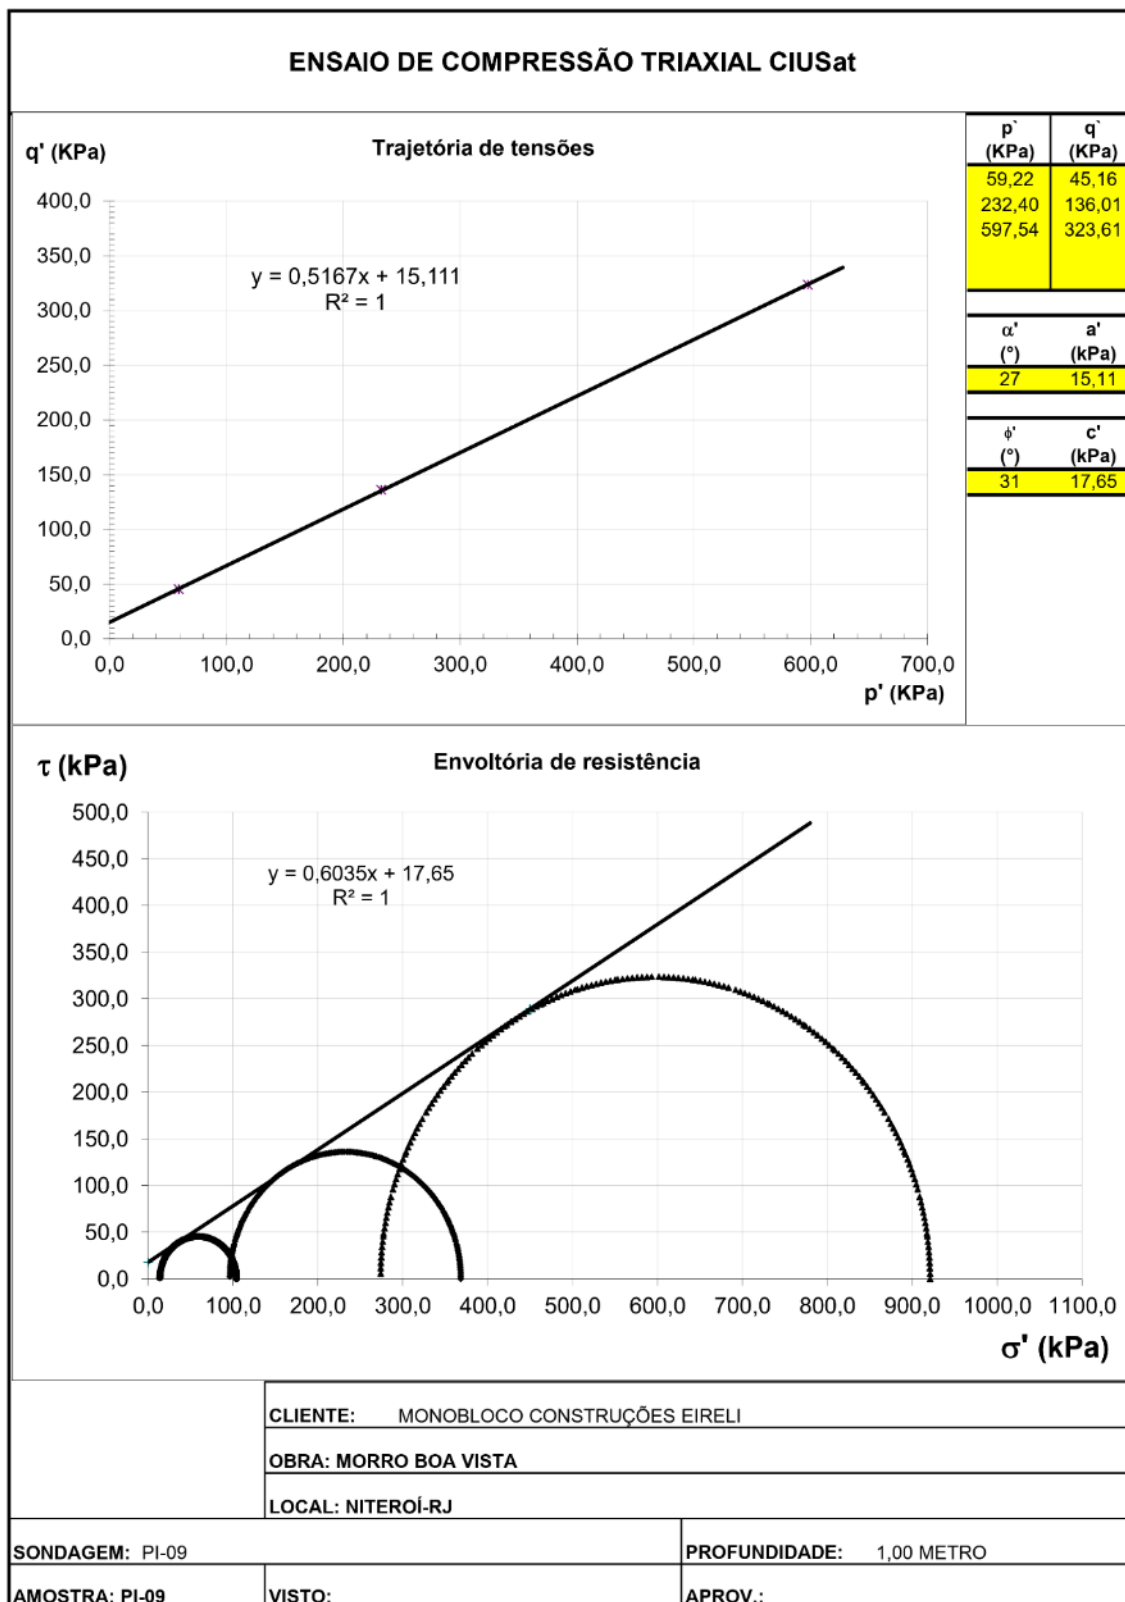 ENSAIO DE COMPRESSÃO TRIAXIAL CIUSat
q' (KPa)
Trajetória de tensões
400,0
350,0
300,0
250,0
200,0
150,0
100,0
50,0
0,0
y = 0,5167x + 15,111
R² = 1
0,0 100,0 200,0 300,0 400,0 500,0 600,0 700,0
p' (KPa)
p` q`
(KPa) (KPa)
59,22 45,16
232,40 136,01
597,54 323,61
α' a'
(°) (kPa)
27 15,11
ϕ' c'
(°) (kPa)
31 17,65
τ (kPa)
Envoltória de resistência
500,0
450,0
400,0
350,0
300,0
250,0
200,0
150,0
100,0
50,0
0,0
y = 0,6035x + 17,65
R² = 1
0,0 100,0 200,0 300,0 400,0 500,0 600,0 700,0 800,0 900,0 1000,0 1100,0
σ' (kPa)
CLIENTE: MONOBLOCO CONSTRUÇÕES EIRELI
OBRA: MORRO BOA VISTA
LOCAL: NITEROÍ-RJ
SONDAGEM: PI-09 PROFUNDIDADE: 1,00 METRO
AMOSTRA: PI-09 VISTO: APROV.: